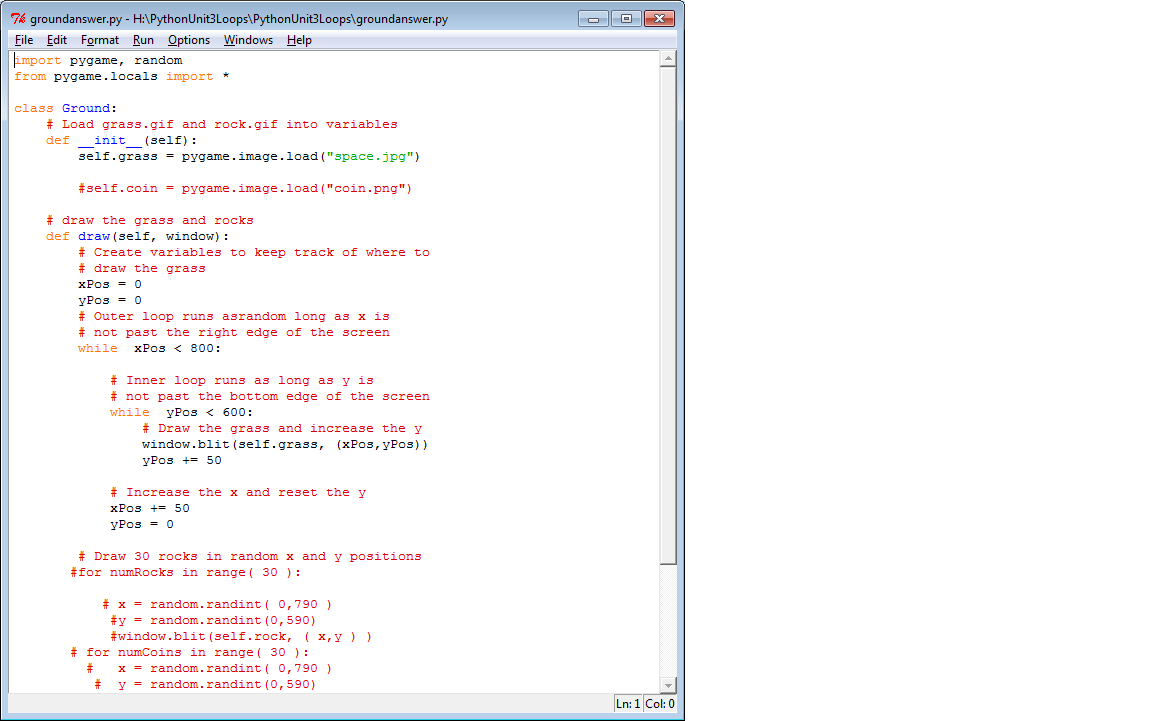 groundanswer.py - H:\PythonUnit3Loops\PythonUnit3Loops\groundanswer.py
File Edit Format Run Options Windows Help
import pygame, random
from pygame.locals import *

class Ground:
    # Load grass.gif and rock.gif into variables
    def __init__(self):
        self.grass = pygame.image.load("space.jpg")

        #self.coin = pygame.image.load("coin.png")

    # draw the grass and rocks
    def draw(self, window):
        # Create variables to keep track of where to
        # draw the grass
        xPos = 0
        yPos = 0
        # Outer loop runs asrandom long as x is
        # not past the right edge of the screen
        while  xPos < 800:

            # Inner loop runs as long as y is
            # not past the bottom edge of the screen
            while  yPos < 600:
                # Draw the grass and increase the y
                window.blit(self.grass, (xPos,yPos))
                yPos += 50

            # Increase the x and reset the y
            xPos += 50
            yPos = 0

        # Draw 30 rocks in random x and y positions
       #for numRocks in range( 30 ):

           # x = random.randint( 0,790 )
            #y = random.randint(0,590)
            #window.blit(self.rock, ( x,y ) )
       # for numCoins in range( 30 ):
         #   x = random.randint( 0,790 )
          #  y = random.randint(0,590)
Ln: 1 Col: 0